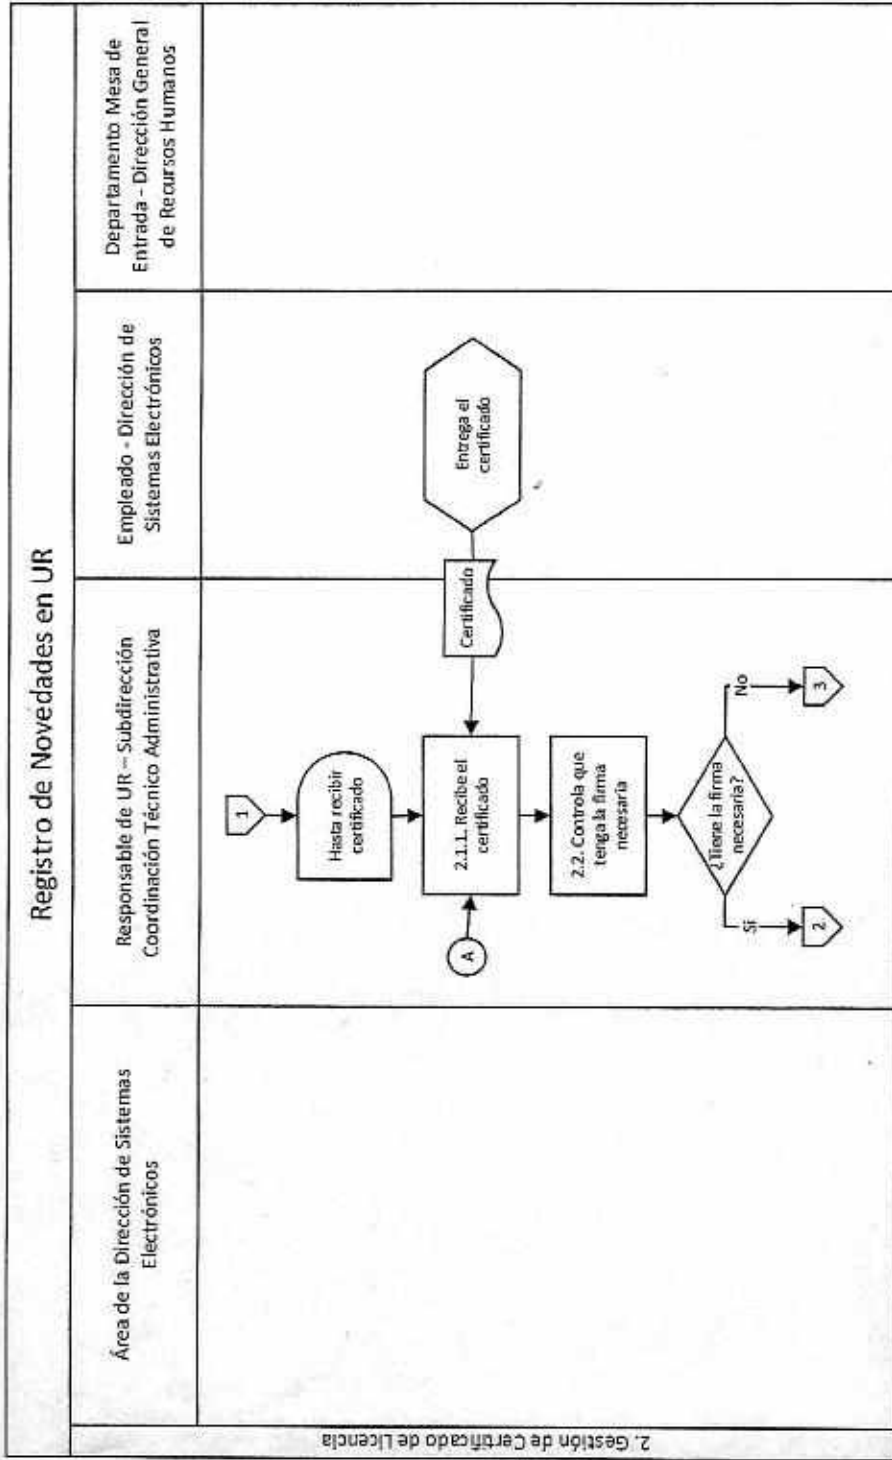 Registro de Novedades en UR
Área de la Dirección de Sistemas
Electrónicos
Responsable de UR – Subdirección
Coordinación Técnico Administrativa
Empleado - Dirección de
Sistemas Electrónicos
Departamento Mesa de
Entrada - Dirección General
de Recursos Humanos
2. Gestión de Certificado de Licencia
1
Hasta recibir
certificado
A
2.1.1. Recibe el
certificado
Certificado
Entrega el
certificado
2.2. Controla que
tenga la firma
necesaria
¿Tiene la firma
necesaria?
Si
No
2
3